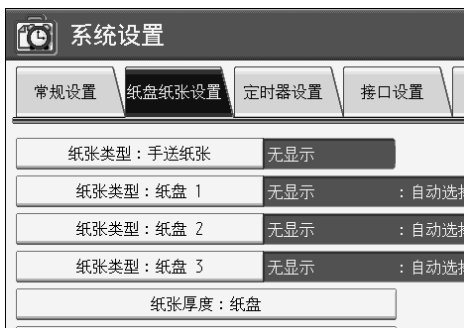 系统设置
常规设置 纸盘纸张设置 定时器设置 接口设置
纸张类型：手送纸张 无显示
纸张类型：纸盘 1 无显示 ：自动选择
纸张类型：纸盘 2 无显示 ：自动选择
纸张类型：纸盘 3 无显示 ：自动选择
纸张厚度：纸盘